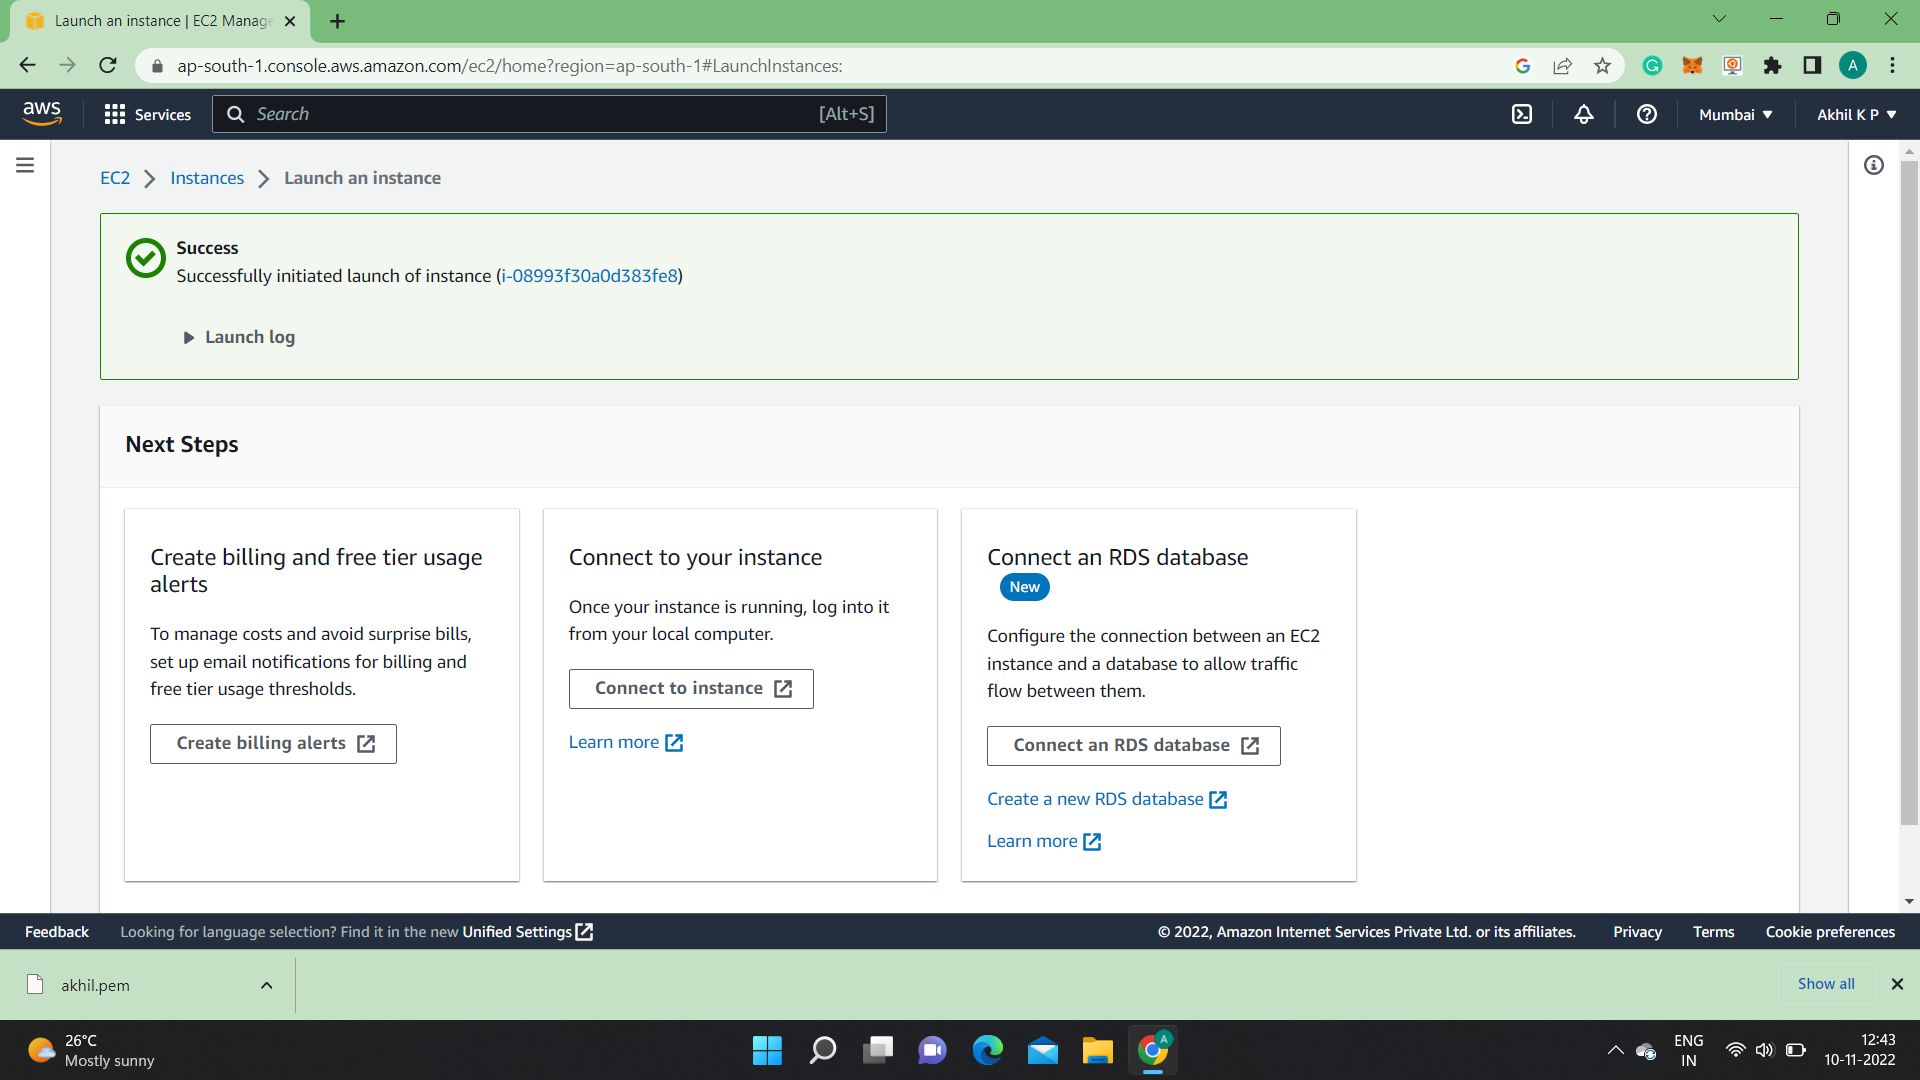 Launch an instance | EC2 Manage
ap-south-1.console.aws.amazon.com/ec2/home?region=ap-south-1#LaunchInstances:
A
aws
Services
Search
[Alt+S]
Mumbai
Akhil K P
EC2
Instances
Launch an instance
Success
Successfully initiated launch of instance (i-08993f30a0d383fe8)
Launch log
Next Steps
Create billing and free tier usage
alerts
To manage costs and avoid surprise bills,
set up email notifications for billing and
free tier usage thresholds.
Create billing alerts
Connect to your instance
Once your instance is running, log into it
from your local computer.
Connect to instance
Learn more
Connect an RDS database
New
Configure the connection between an EC2
instance and a database to allow traffic
flow between them.
Connect an RDS database
Create a new RDS database
Learn more
Feedback
Looking for language selection? Find it in the new Unified Settings
© 2022, Amazon Internet Services Private Ltd. or its affiliates.
Privacy
Terms
Cookie preferences
akhil.pem
Show all
26°C
Mostly sunny
A
ENG
IN
12:43
10-11-2022